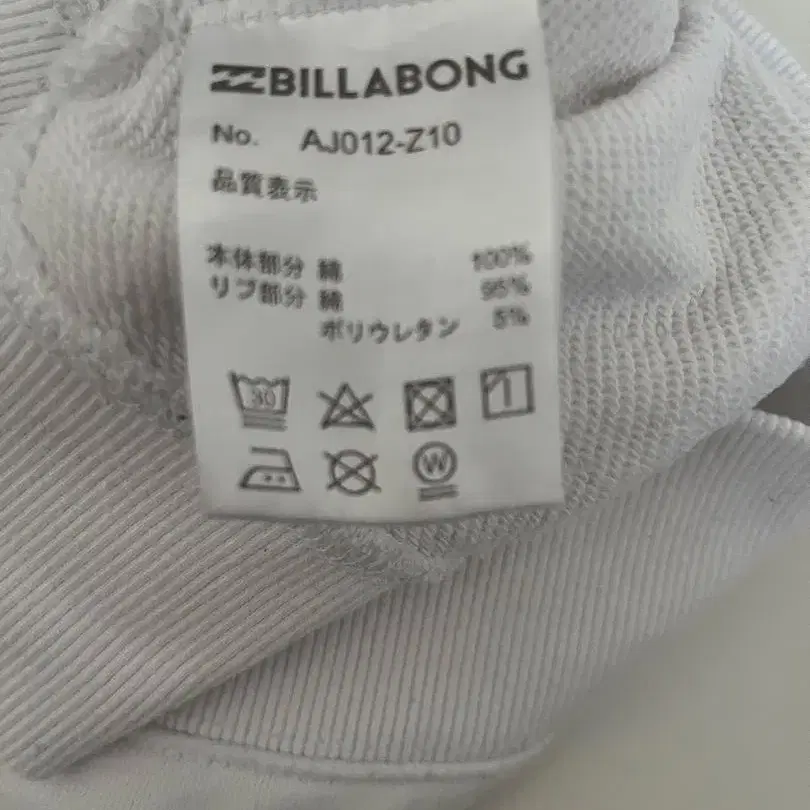 BILLABONG
No. AJ012-Z10
品質表示
本体部分 綿 100%
リブ部分 綿 95%
ポリウレタン 5%
30
W